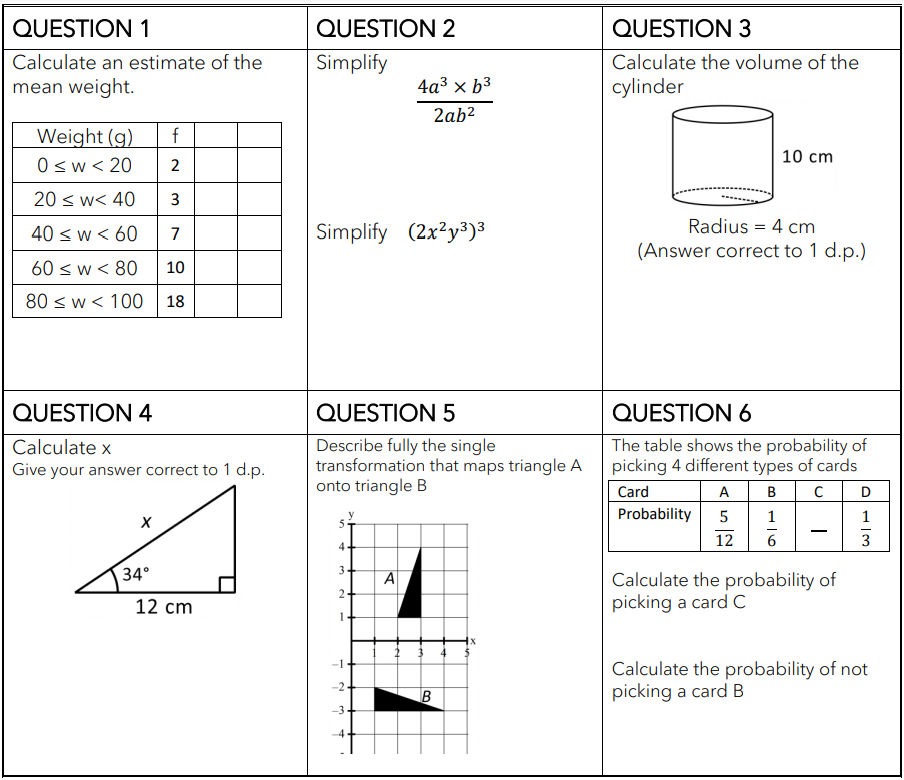 QUESTION 1
Calculate an estimate of the
mean weight.
Weight (g) f
0 ≤ w < 20 2
20 ≤ w< 40 3
40 ≤ w < 60 7
60 ≤ w < 80 10
80 ≤ w < 100 18
QUESTION 2
Simplify
4a³ × b³
2ab²
Simplify (2x²y³)³
QUESTION 3
Calculate the volume of the
cylinder
10 cm
Radius = 4 cm
(Answer correct to 1 d.p.)
QUESTION 4
Calculate x
Give your answer correct to 1 d.p.
x
34°
12 cm
QUESTION 5
Describe fully the single
transformation that maps triangle A
onto triangle B
y
5
4
3
A
2
1
x
1 2 3 4 5
−1
−2
B
−3
−4
QUESTION 6
The table shows the probability of
picking 4 different types of cards
Card A B C D
Probability 5/12 1/6 – 1/3
Calculate the probability of
picking a card C
Calculate the probability of not
picking a card B